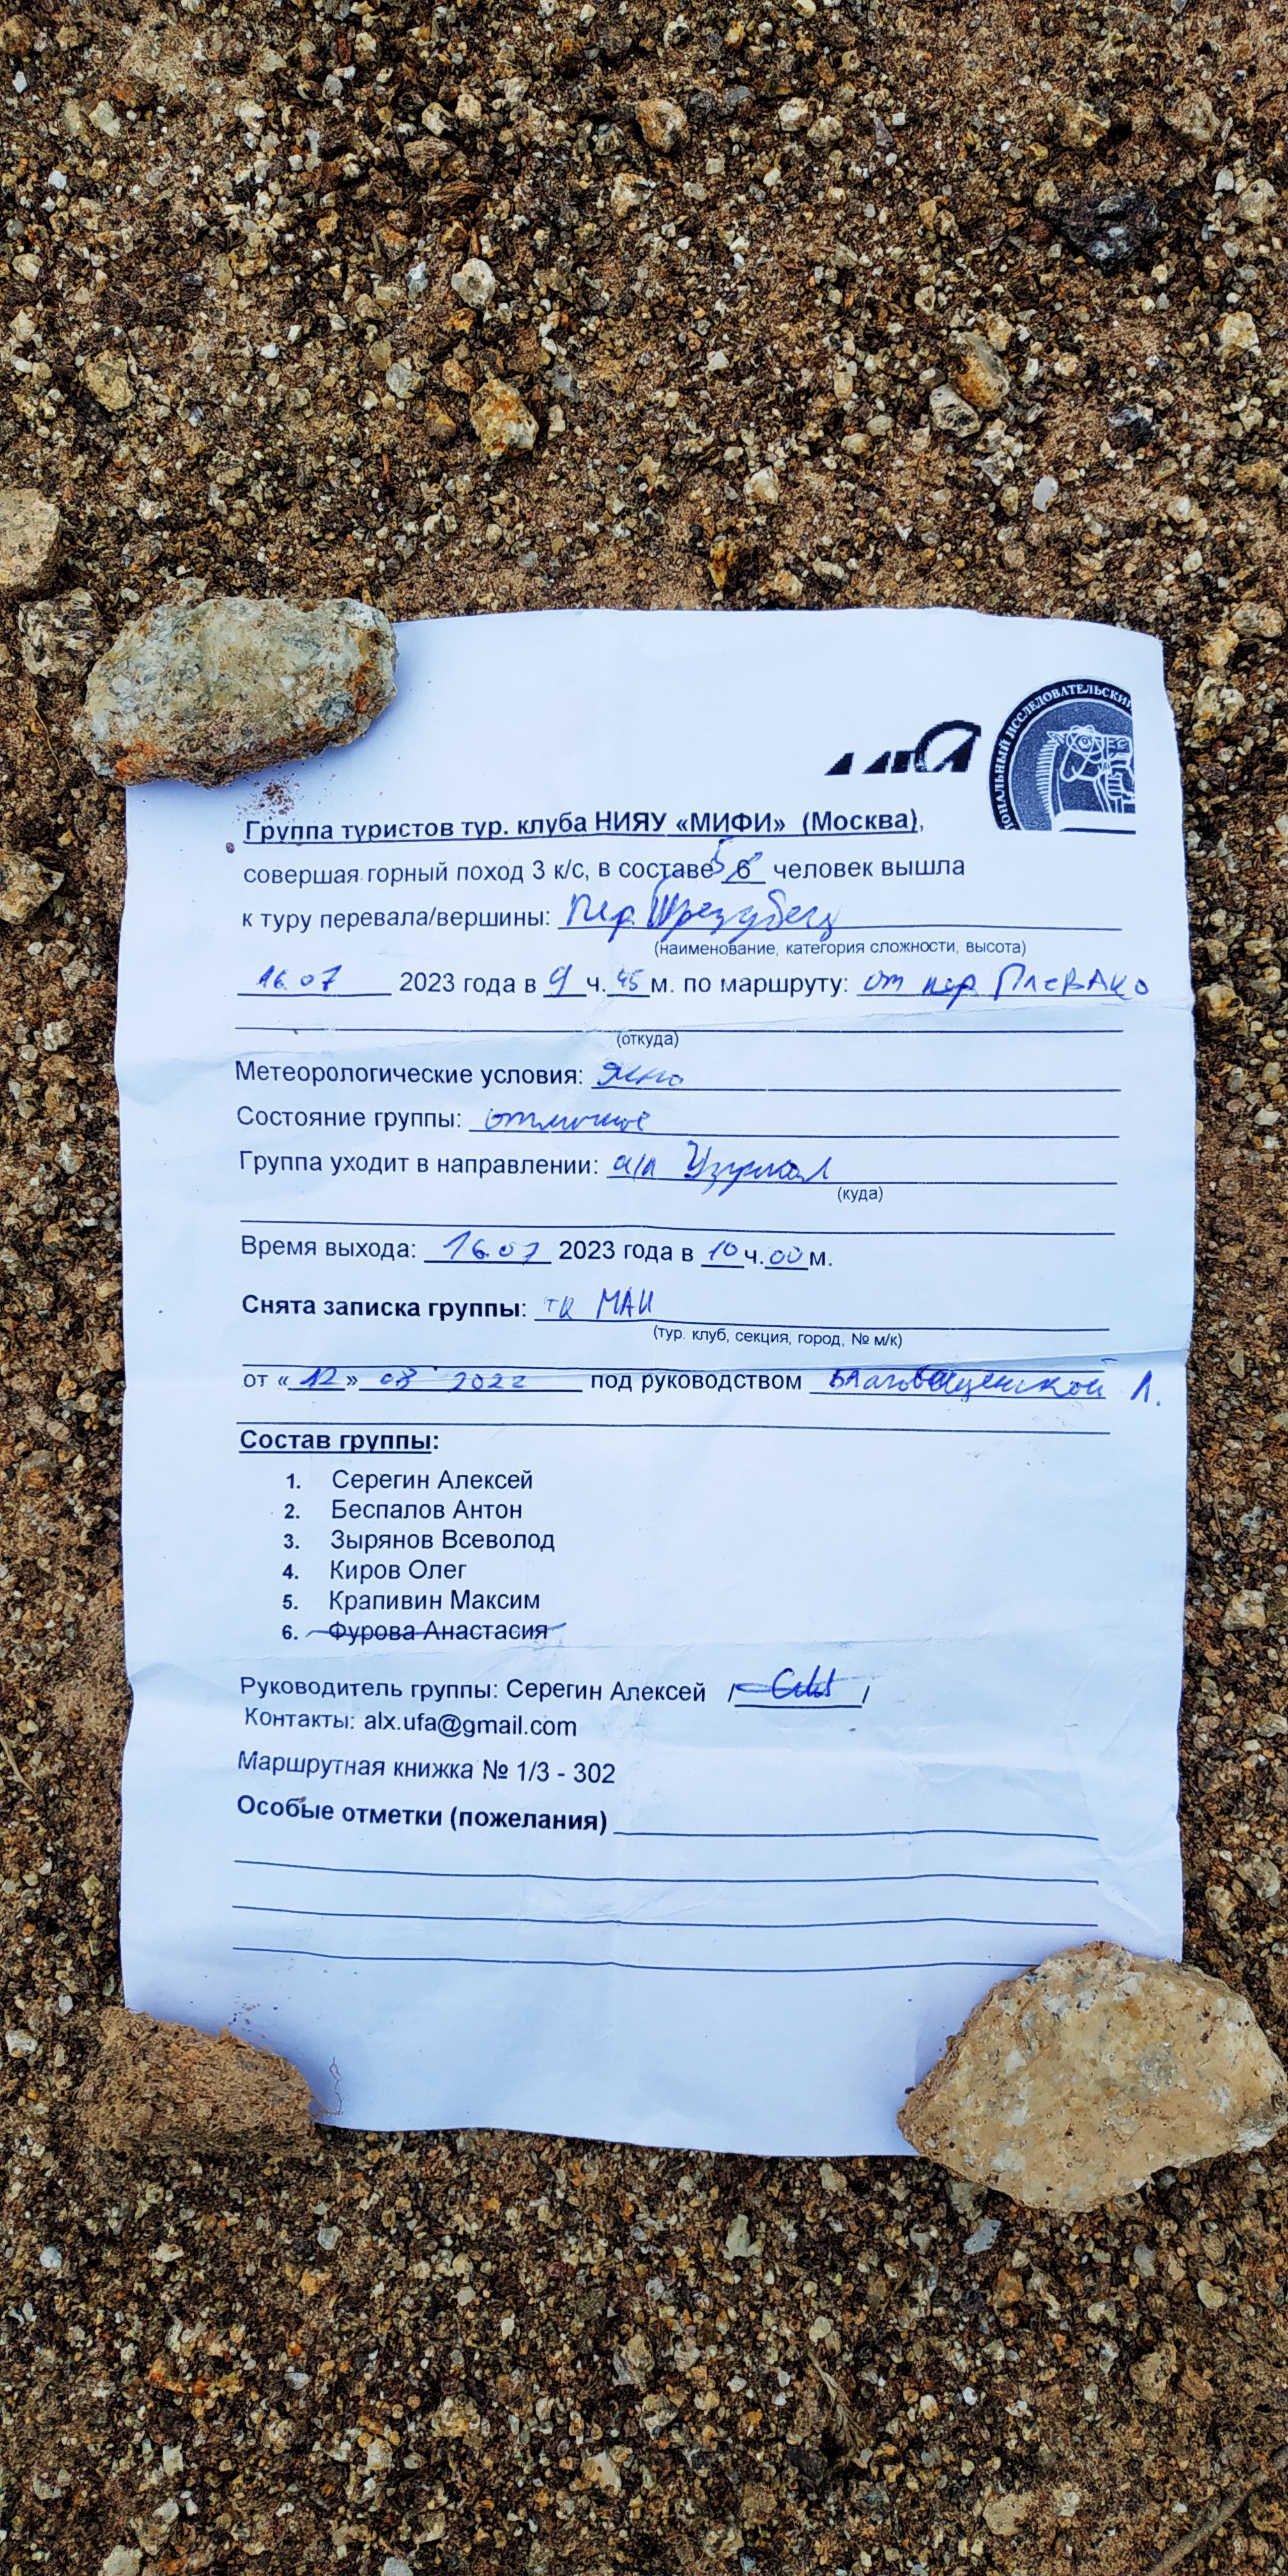 ОНАЛЬНЫЙ ИССЛЕДОВАТЕЛЬСКИЙ
Группа туристов тур. клуба НИЯУ «МИФИ» (Москва),
совершая горный поход 3 к/с, в составе 5 6 человек вышла
к туру перевала/вершины: пер.
(наименование, категория сложности, высота)
16.07 2023 года в 9 ч. 45 м. по маршруту: от пер. Плевако
(откуда)
Метеорологические условия: ясно
Состояние группы: отличное
Группа уходит в направлении: а/л Узункол
(куда)
Время выхода: 16.07 2023 года в 10 ч. 00 м.
Снята записка группы: тк МАИ
(тур. клуб, секция, город, № м/к)
от «12» 08 2022 под руководством Благовещенской Л.
Состав группы:
1. Серегин Алексей
2. Беспалов Антон
3. Зырянов Всеволод
4. Киров Олег
5. Крапивин Максим
6. Фурова Анастасия
Руководитель группы: Серегин Алексей / /
Контакты: alx.ufa@gmail.com
Маршрутная книжка № 1/3 - 302
Особые отметки (пожелания)